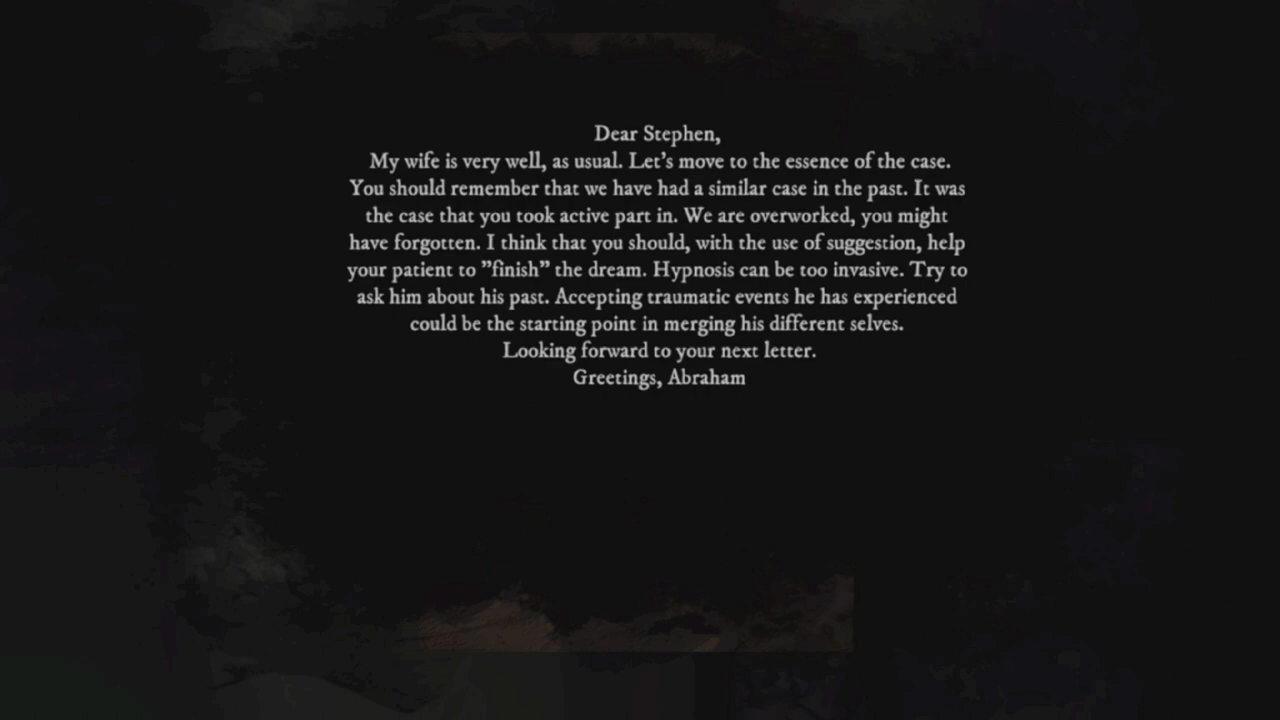 Dear Stephen,
My wife is very well, as usual. Let's move to the essence of the case.
You should remember that we have had a similar case in the past. It was
the case that you took active part in. We are overworked, you might
have forgotten. I think that you should, with the use of suggestion, help
your patient to ”finish” the dream. Hypnosis can be too invasive. Try to
ask him about his past. Accepting traumatic events he has experienced
could be the starting point in merging his different selves.
Looking forward to your next letter.
Greetings, Abraham